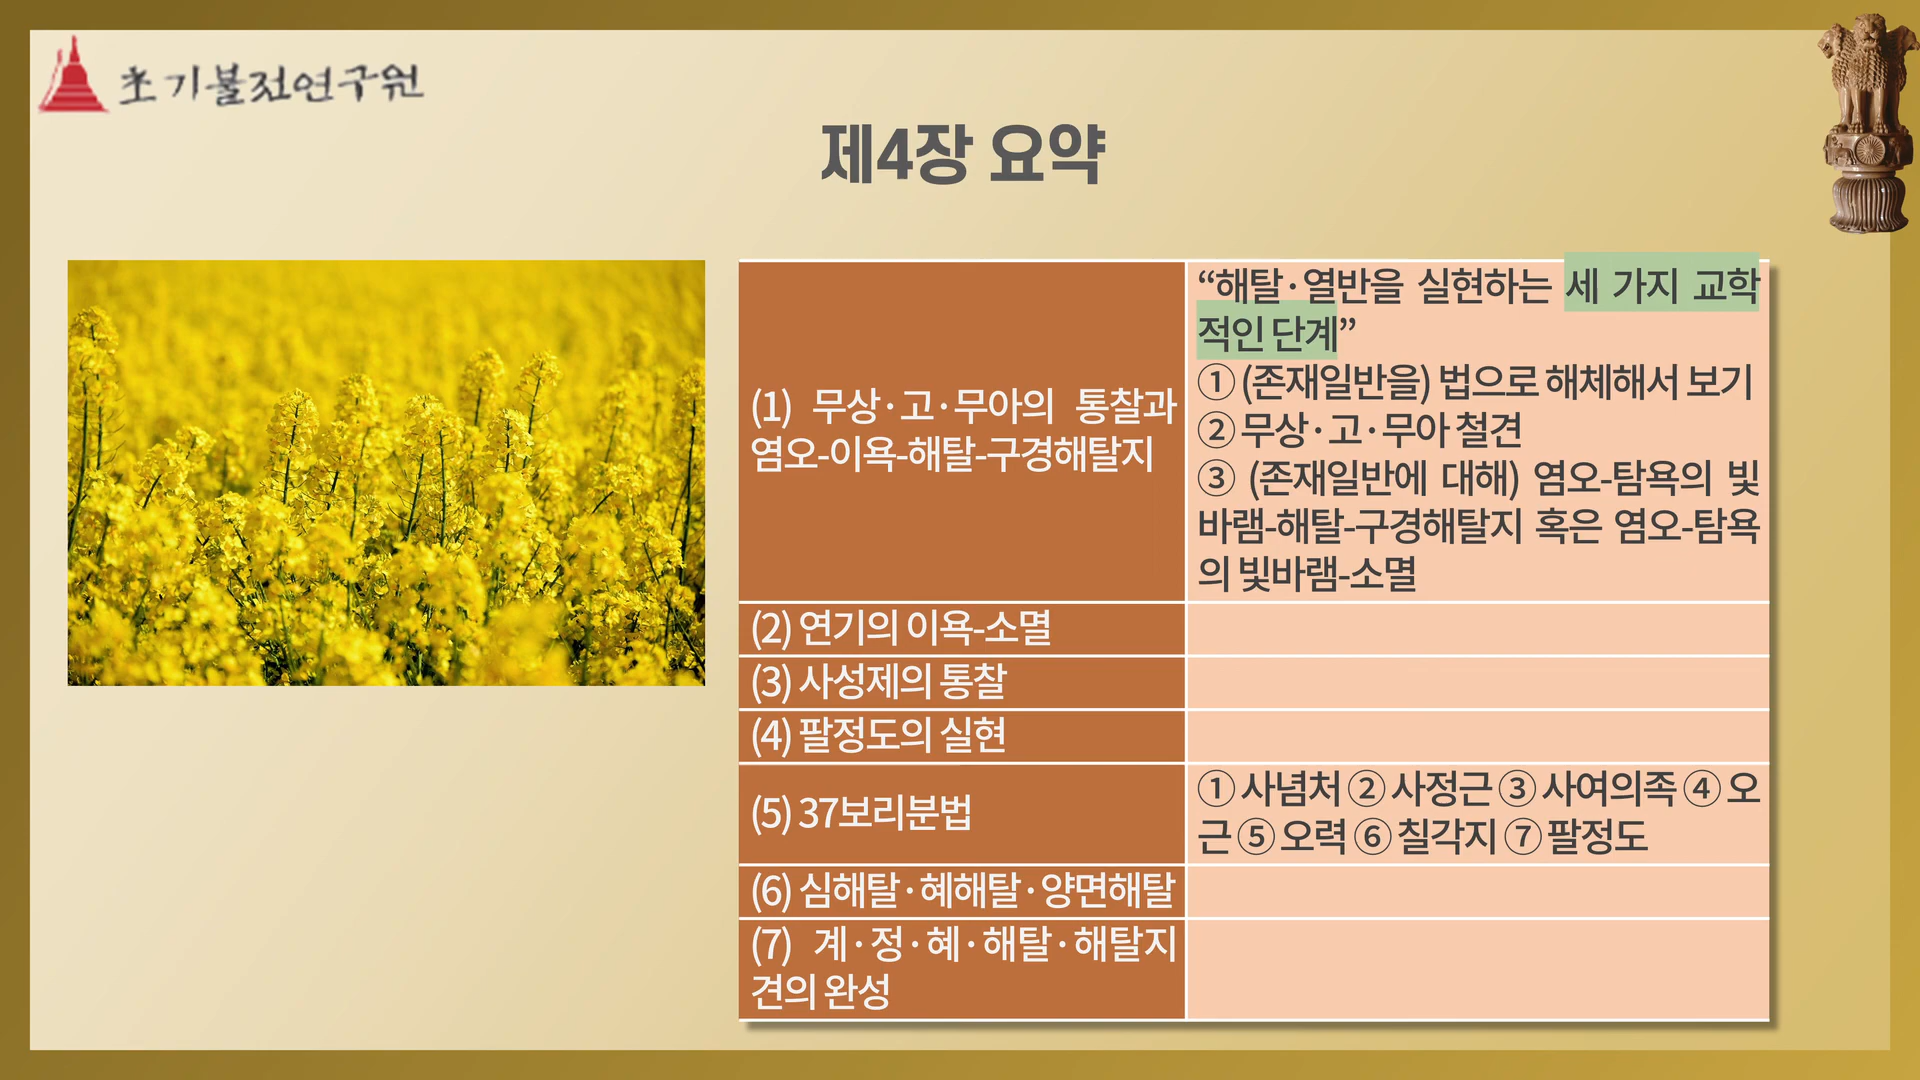 초기불전연구원
제4장 요약
(1) 무상·고·무아의 통찰과
염오-이욕-해탈-구경해탈지
“해탈·열반을 실현하는 세 가지 교학
적인 단계”
① (존재일반을) 법으로 해체해서 보기
② 무상·고·무아 철견
③ (존재일반에 대해) 염오-탐욕의 빛
바램-해탈-구경해탈지 혹은 염오-탐욕
의 빛바램-소멸
(2) 연기의 이욕-소멸
(3) 사성제의 통찰
(4) 팔정도의 실현
(5) 37보리분법
① 사념처 ② 사정근 ③ 사여의족 ④ 오
근 ⑤ 오력 ⑥ 칠각지 ⑦ 팔정도
(6) 심해탈·혜해탈·양면해탈
(7) 계·정·혜·해탈·해탈지
견의 완성